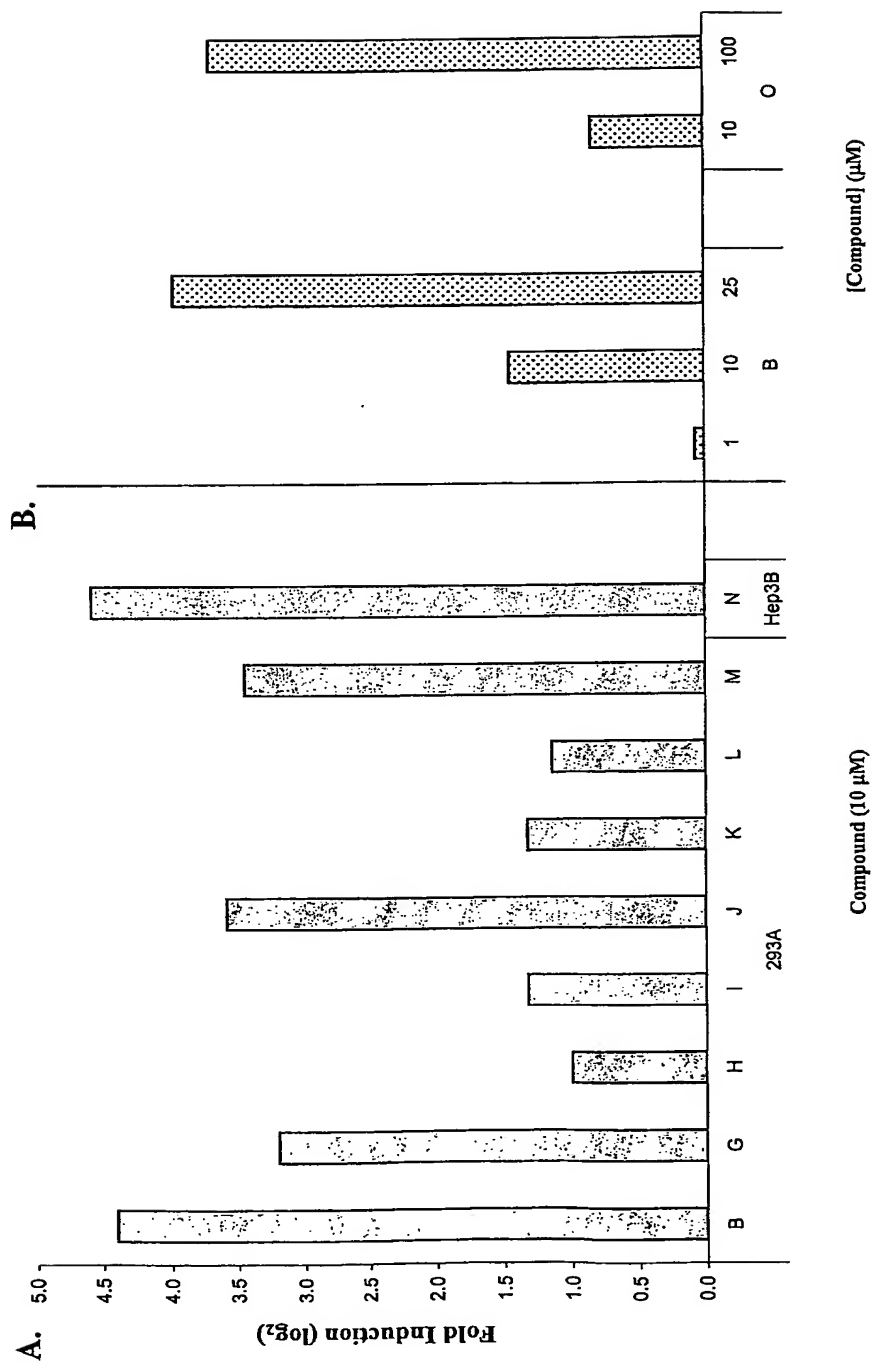 A.
Fold Induction (log₂)
5.0
4.5
4.0
3.5
3.0
2.5
2.0
1.5
1.0
0.5
0.0
B G H I J K L M N
293A Hep3B
Compound (10 µM)
B.
1 10 25 10 100
B O
[Compound] (µM)